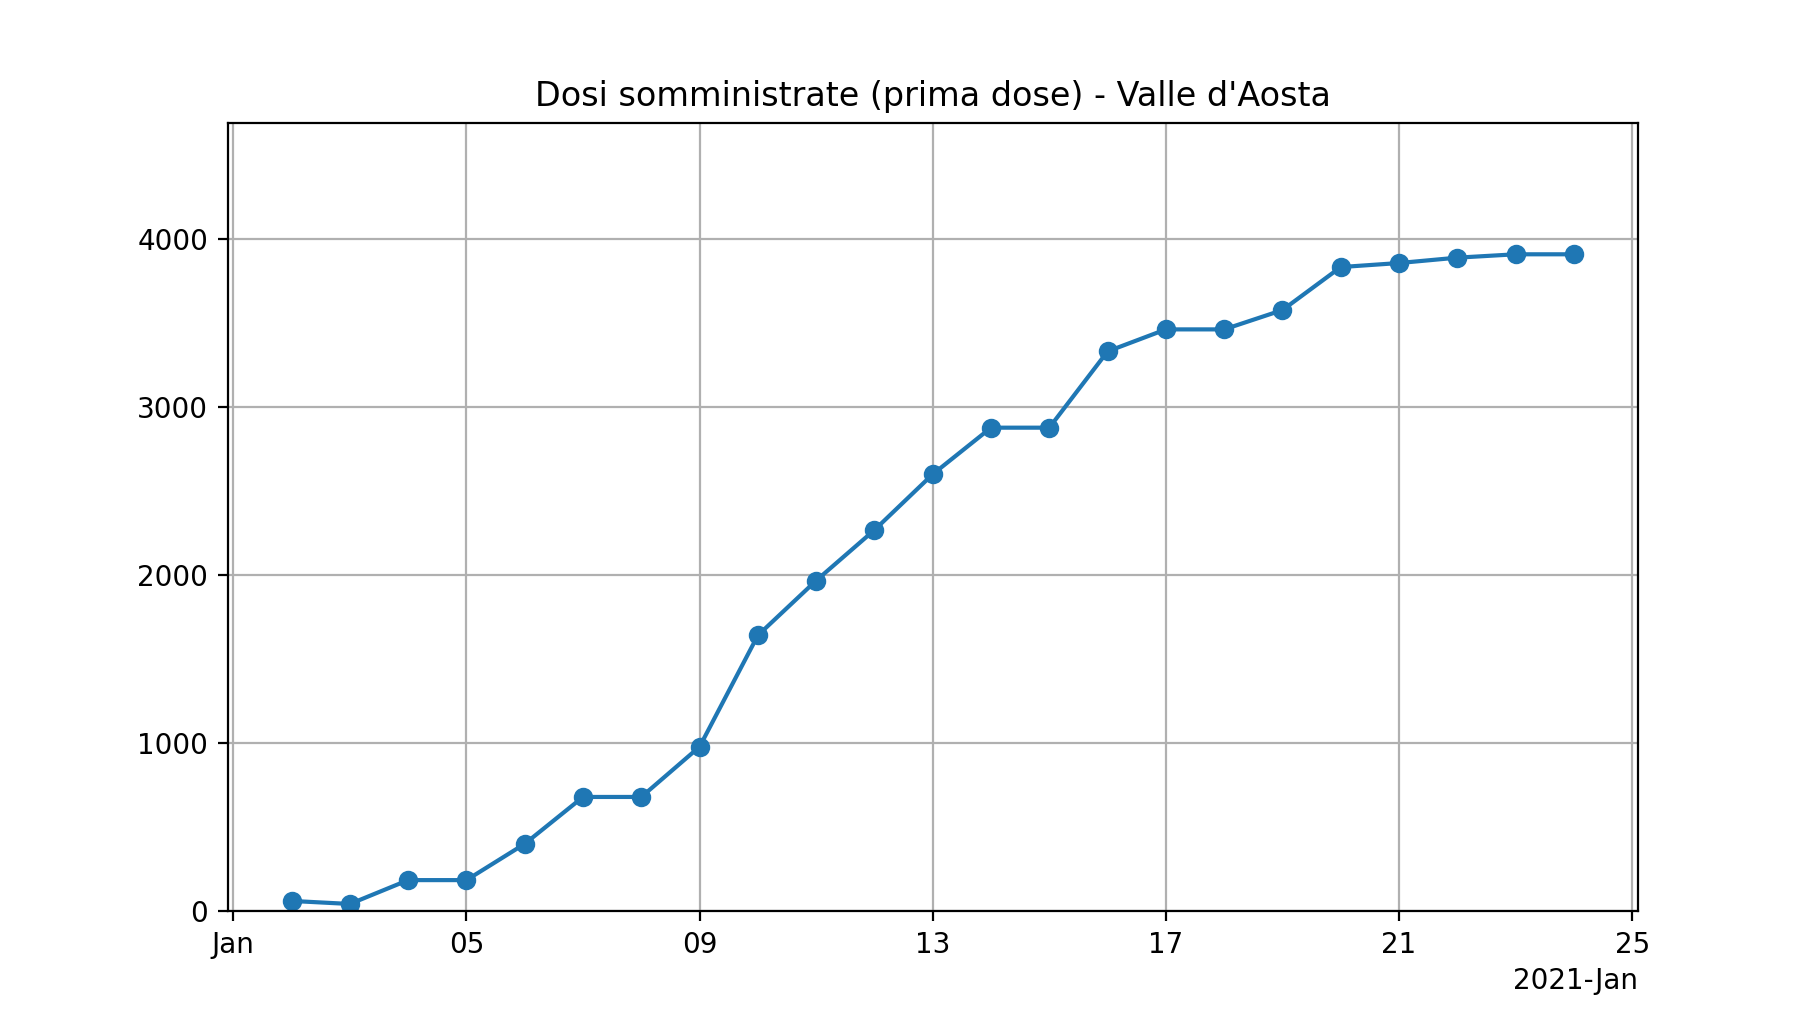 Dosi somministrate (prima dose) - Valle d'Aosta
4000
3000
2000
1000
0
Jan 05 09 13 17 21 25
2021-Jan